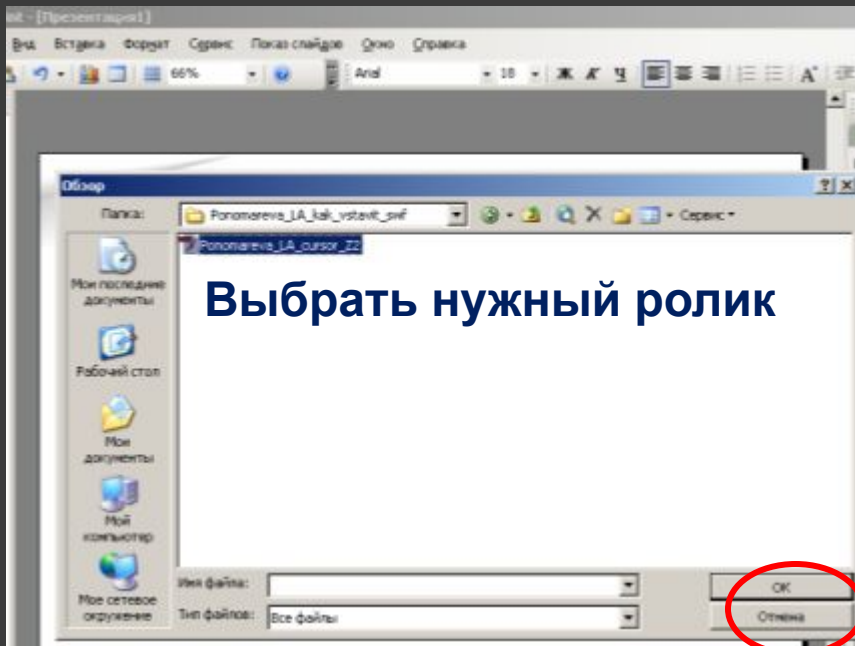 int - [Презентация1]
Вид Вставка Формат Сервис Показ слайдов Окно Справка
66% Arial 18 Ж К Ч
Обзор
Папка: Ponomareva_LA_kak_vstavit_swf Сервис
Ponomareva_LA_cursor_Z2
Мои последние документы
Выбрать нужный ролик
Рабочий стол
Мои документы
Мой компьютер
Мое сетевое окружение
Имя файла:
OK
Тип файлов: Все файлы
Отмена